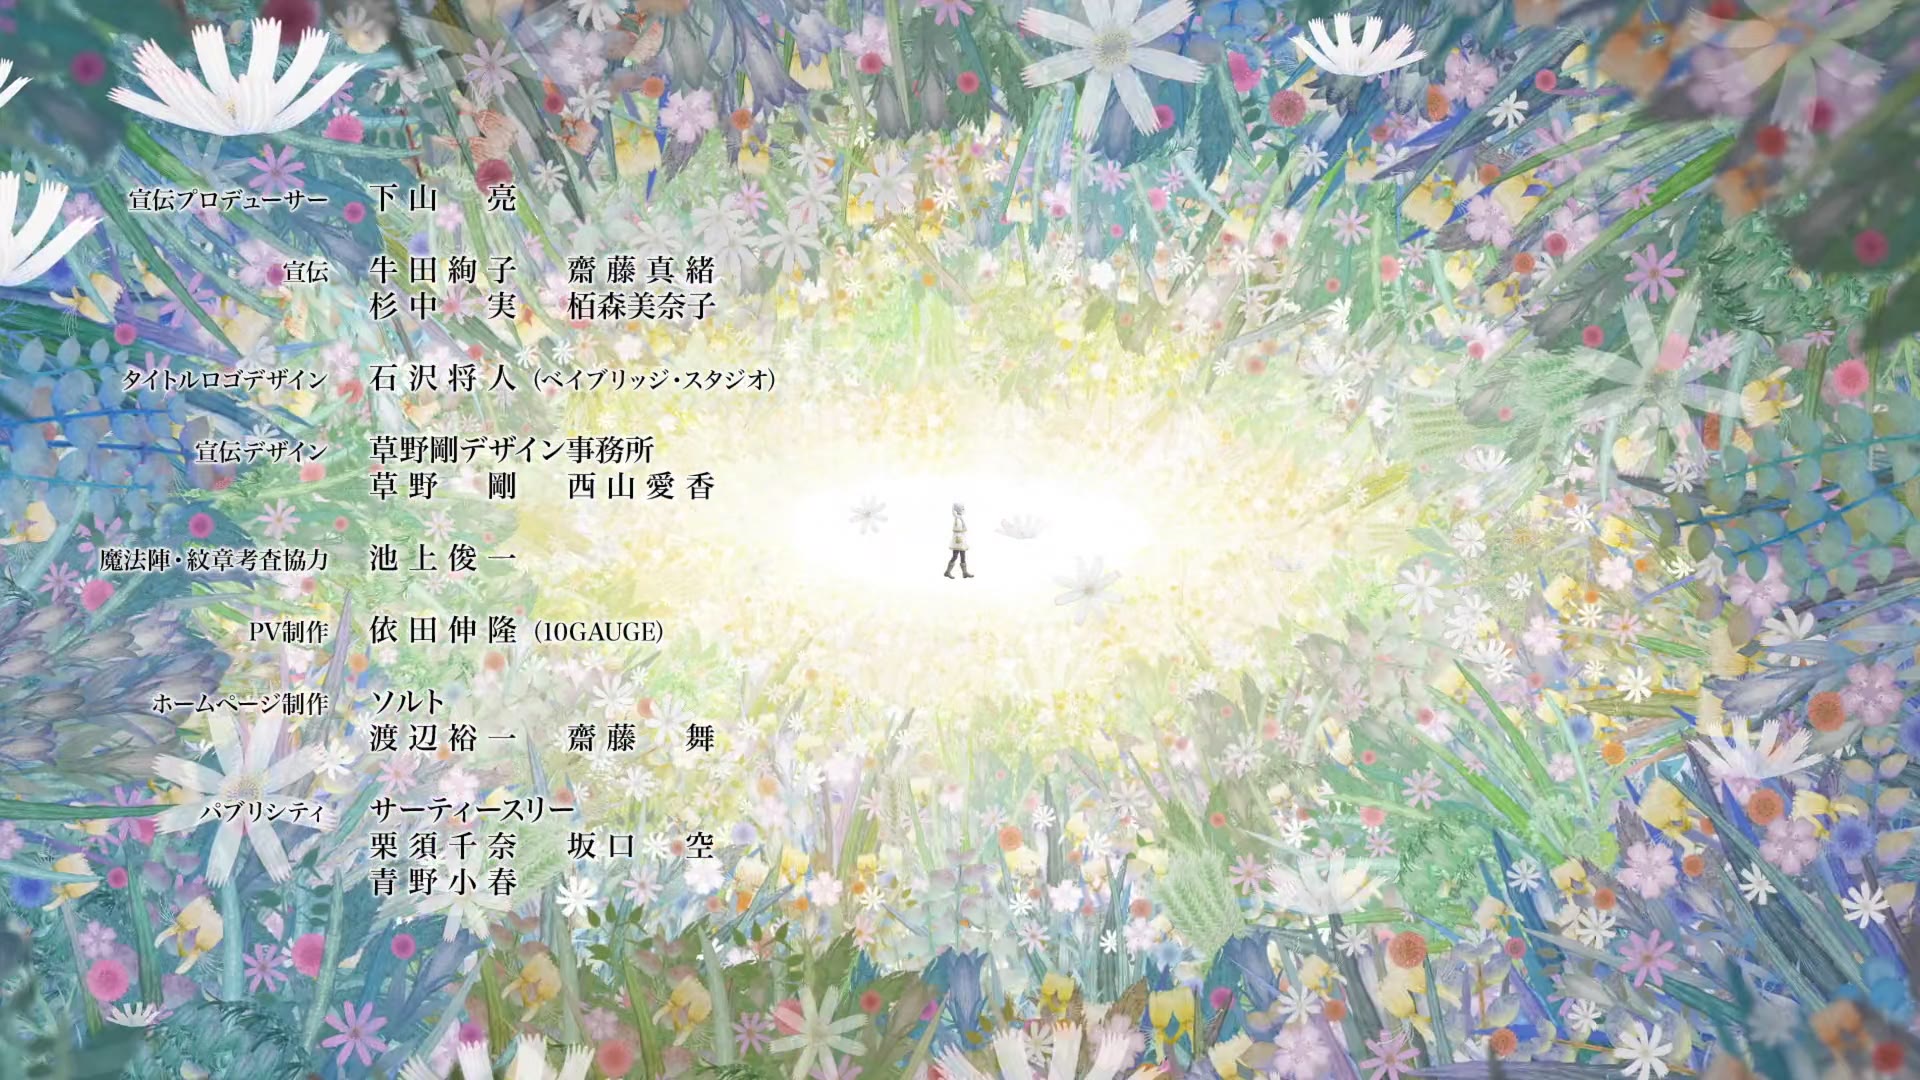 宣伝プロデューサー 下山 亮
宣伝 牛田絢子 齋藤真緒
杉中 実 栢森美奈子
タイトルロゴデザイン 石沢将人（ベイブリッジ・スタジオ）
宣伝デザイン 草野剛デザイン事務所
草野 剛 西山愛香
魔法陣・紋章考査協力 池上俊一
PV制作 依田伸隆（10GAUGE）
ホームページ制作 ソルト
渡辺裕一 齋藤 舞
パブリシティ サーティースリー
栗須千奈 坂口 空
青野小春